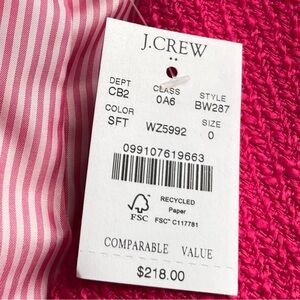 J.CREW
DEPT CLASS STYLE
CB2 0A6 BW287
COLOR SIZE
SFT WZ5992 0
099107619663
RECYCLED
Paper
FSC FSC™ C117781
COMPARABLE VALUE
$218.00